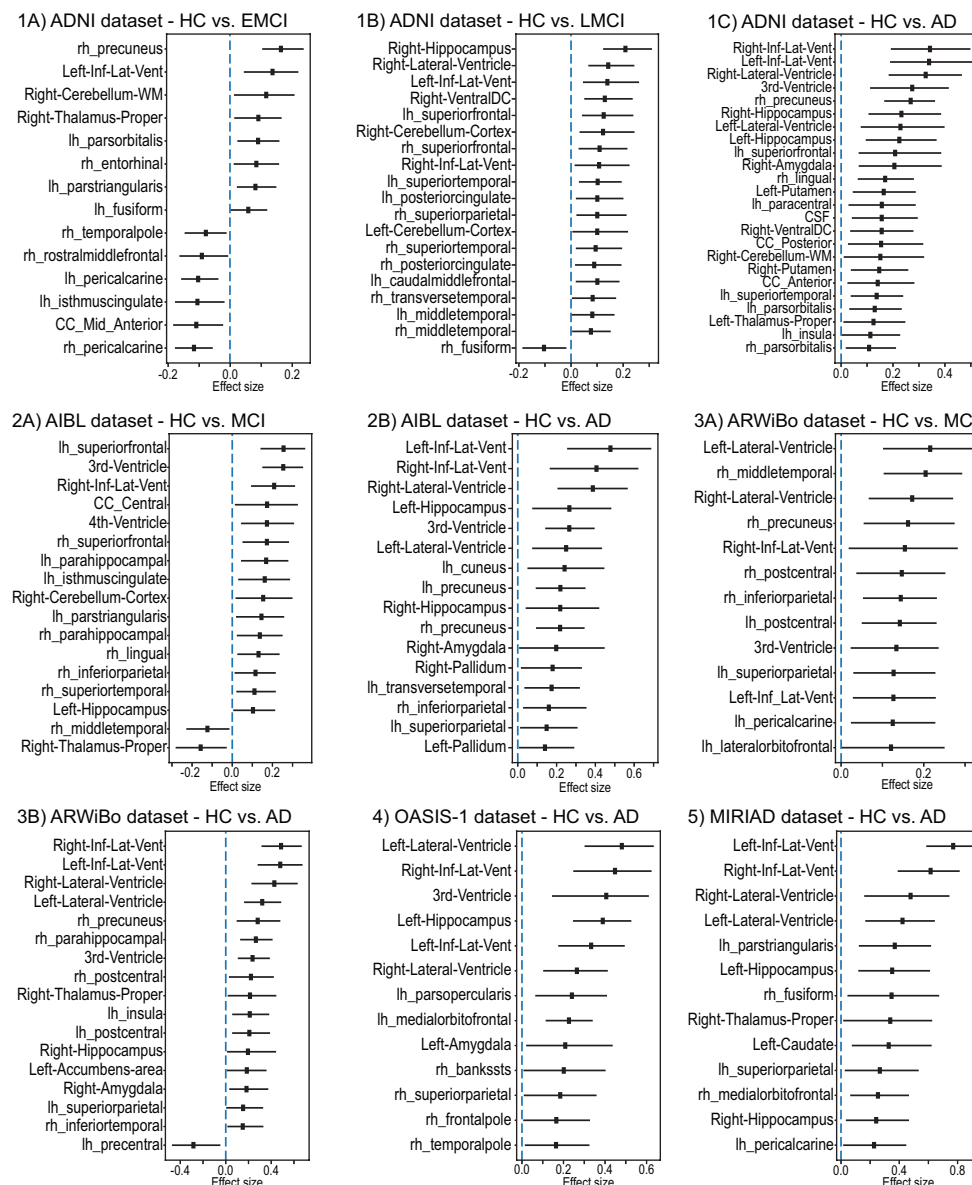 1A) ADNI dataset - HC vs. EMCI
rh_precuneus
Left-Inf-Lat-Vent
Right-Cerebellum-WM
Right-Thalamus-Proper
lh_parsorbitalis
rh_entorhinal
lh_parstriangularis
lh_fusiform
rh_temporalpole
rh_rostralmiddlefrontal
lh_pericalcarine
lh_isthmuscingulate
CC_Mid_Anterior
rh_pericalcarine
-0.2 0.0 0.2
Effect size
1B) ADNI dataset - HC vs. LMCI
Right-Hippocampus
Right-Lateral-Ventricle
Left-Inf-Lat-Vent
Right-VentralDC
lh_superiorfrontal
Right-Cerebellum-Cortex
rh_superiorfrontal
Right-Inf-Lat-Vent
lh_superiortemporal
lh_posteriorcingulate
rh_superiorparietal
Left-Cerebellum-Cortex
rh_superiortemporal
rh_posteriorcingulate
lh_caudalmiddlefrontal
rh_transversetemporal
lh_middletemporal
rh_middletemporal
rh_fusiform
-0.2 0.0 0.2
Effect size
1C) ADNI dataset - HC vs. AD
Right-Inf-Lat-Vent
Left-Inf-Lat-Vent
Right-Lateral-Ventricle
3rd-Ventricle
rh_precuneus
Right-Hippocampus
Left-Lateral-Ventricle
Left-Hippocampus
lh_superiorfrontal
Right-Amygdala
rh_lingual
Left-Putamen
lh_paracentral
CSF
Right-VentralDC
CC_Posterior
Right-Cerebellum-WM
Right-Putamen
CC_Anterior
lh_superiortemporal
lh_parsorbitalis
Left-Thalamus-Proper
lh_insula
rh_parsorbitalis
0.0 0.2 0.4
Effect size
2A) AIBL dataset - HC vs. MCI
lh_superiorfrontal
3rd-Ventricle
Right-Inf-Lat-Vent
CC_Central
4th-Ventricle
rh_superiorfrontal
lh_parahippocampal
lh_isthmuscingulate
Right-Cerebellum-Cortex
lh_parstriangularis
rh_parahippocampal
rh_lingual
rh_inferiorparietal
rh_superiortemporal
Left-Hippocampus
rh_middletemporal
Right-Thalamus-Proper
-0.2 0.0 0.2
Effect size
2B) AIBL dataset - HC vs. AD
Left-Inf-Lat-Vent
Right-Inf-Lat-Vent
Right-Lateral-Ventricle
Left-Hippocampus
3rd-Ventricle
Left-Lateral-Ventricle
lh_cuneus
lh_precuneus
Right-Hippocampus
rh_precuneus
Right-Amygdala
Right-Pallidum
lh_transversetemporal
rh_inferiorparietal
lh_superiorparietal
Left-Pallidum
0.0 0.2 0.4 0.6
Effect size
3A) ARWiBo dataset - HC vs. MC
Left-Lateral-Ventricle
rh_middletemporal
Right-Lateral-Ventricle
rh_precuneus
Right-Inf-Lat-Vent
rh_postcentral
rh_inferiorparietal
lh_postcentral
3rd-Ventricle
lh_superiorparietal
Left-Inf_Lat-Vent
lh_pericalcarine
lh_lateralorbitofrontal
0.0 0.2
Effect size
3B) ARWiBo dataset - HC vs. AD
Right-Inf-Lat-Vent
Left-Inf-Lat-Vent
Right-Lateral-Ventricle
Left-Lateral-Ventricle
rh_precuneus
rh_parahippocampal
3rd-Ventricle
rh_postcentral
Right-Thalamus-Proper
lh_insula
lh_postcentral
Right-Hippocampus
Left-Accumbens-area
Right-Amygdala
lh_superiorparietal
rh_inferiortemporal
lh_precentral
-0.4 0.0 0.4
Effect size
4) OASIS-1 dataset - HC vs. AD
Left-Lateral-Ventricle
Right-Inf-Lat-Vent
3rd-Ventricle
Left-Hippocampus
Left-Inf-Lat-Vent
Right-Lateral-Ventricle
lh_parsopercularis
lh_medialorbitofrontal
Left-Amygdala
rh_bankssts
rh_superiorparietal
rh_frontalpole
rh_temporalpole
0.0 0.2 0.4 0.6
Effect size
5) MIRIAD dataset - HC vs. AD
Left-Inf-Lat-Vent
Right-Inf-Lat-Vent
Right-Lateral-Ventricle
Left-Lateral-Ventricle
lh_parstriangularis
Left-Hippocampus
rh_fusiform
Right-Thalamus-Proper
Left-Caudate
lh_superiorparietal
rh_medialorbitofrontal
Right-Hippocampus
lh_pericalcarine
0.0 0.4 0.8
Effect size